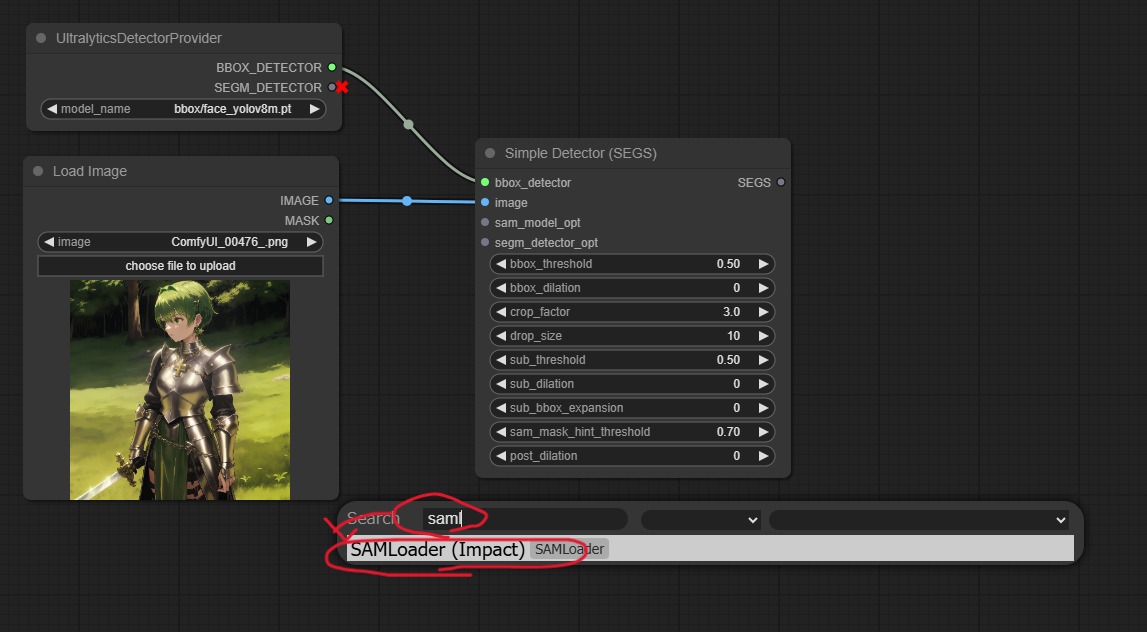 UltralyticsDetectorProvider
BBOX_DETECTOR
SEGM_DETECTOR
model_name bbox/face_yolov8m.pt
Load Image
IMAGE
MASK
image ComfyUI_00476_.png
choose file to upload
Simple Detector (SEGS)
bbox_detector SEGS
image
sam_model_opt
segm_detector_opt
bbox_threshold 0.50
bbox_dilation 0
crop_factor 3.0
drop_size 10
sub_threshold 0.50
sub_dilation 0
sub_bbox_expansion 0
sam_mask_hint_threshold 0.70
post_dilation 0
Search saml
SAMLoader (Impact) SAMLoader